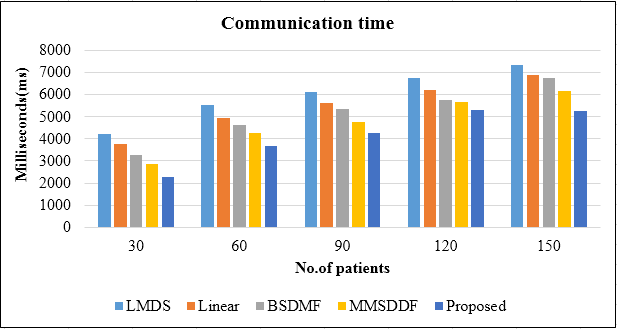 Communication time
8000
7000
6000
5000
4000
3000
2000
1000
0
Milliseconds(ms)
30 60 90 120 150
No.of patients
LMDS Linear BSDMF MMSDDF Proposed